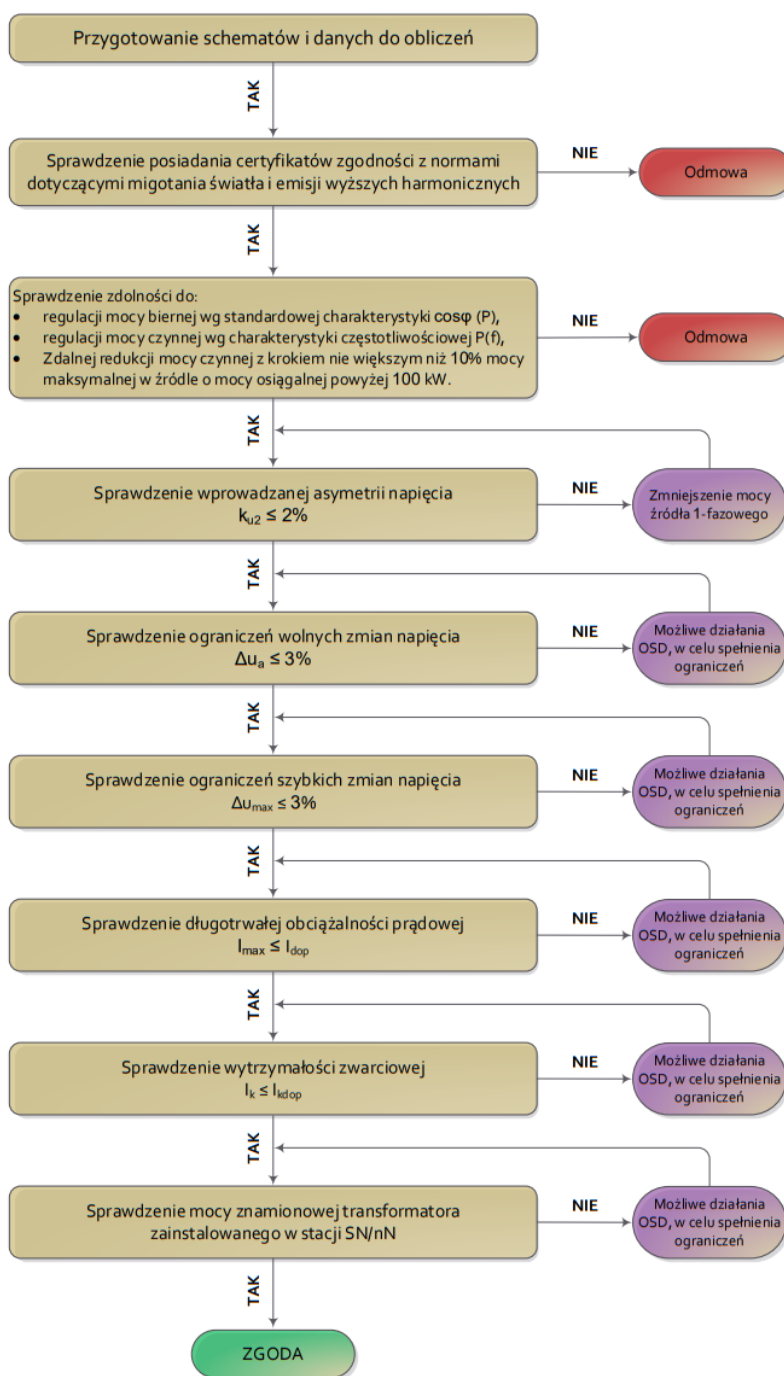 Przygotowanie schematów i danych do obliczeń
TAK
Sprawdzenie posiadania certyfikatów zgodności z normami
dotyczącymi migotania światła i emisji wyższych harmonicznych
NIE
Odmowa
TAK
Sprawdzenie zdolności do:
• regulacji mocy biernej wg standardowej charakterystyki cosφ (P),
• regulacji mocy czynnej wg charakterystyki częstotliwościowej P(f),
• Zdalnej redukcji mocy czynnej z krokiem nie większym niż 10% mocy
maksymalnej w źródle o mocy osiągalnej powyżej 100 kW.
NIE
Odmowa
TAK
Sprawdzenie wprowadzanej asymetrii napięcia
k_u2 ≤ 2%
NIE
Zmniejszenie mocy
źródła 1-fazowego
TAK
Sprawdzenie ograniczeń wolnych zmian napięcia
Δu_a ≤ 3%
NIE
Możliwe działania
OSD, w celu spełnienia
ograniczeń
TAK
Sprawdzenie ograniczeń szybkich zmian napięcia
Δu_max ≤ 3%
NIE
Możliwe działania
OSD, w celu spełnienia
ograniczeń
TAK
Sprawdzenie długotrwałej obciążalności prądowej
I_max ≤ I_dop
NIE
Możliwe działania
OSD, w celu spełnienia
ograniczeń
TAK
Sprawdzenie wytrzymałości zwarciowej
I_k ≤ I_kdop
NIE
Możliwe działania
OSD, w celu spełnienia
ograniczeń
TAK
Sprawdzenie mocy znamionowej transformatora
zainstalowanego w stacji SN/nN
NIE
Możliwe działania
OSD, w celu spełnienia
ograniczeń
TAK
ZGODA